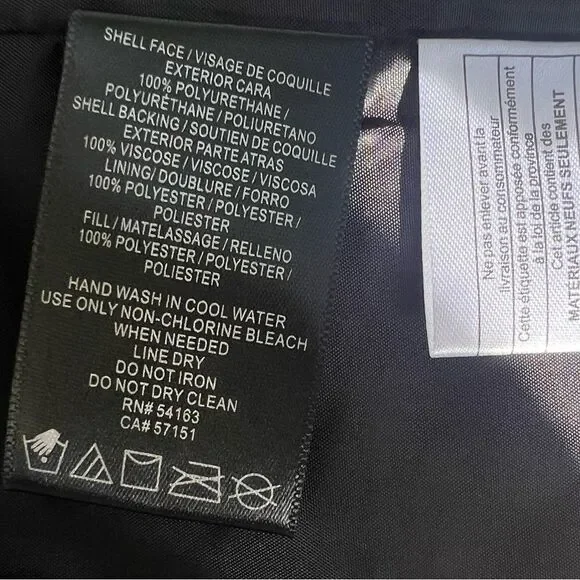 SHELL FACE / VISAGE DE COQUILLE
EXTERIOR CARA
100% POLYURETHANE /
POLYURÉTHANE / POLIURETANO
SHELL BACKING / SOUTIEN DE COQUILLE
EXTERIOR PARTE ATRAS
100% VISCOSE / VISCOSE / VISCOSA
LINING/ DOUBLURE / FORRO
100% POLYESTER / POLYESTER /
POLIESTER
FILL / MATELASSAGE / RELLENO
100% POLYESTER / POLYESTER /
POLIESTER
HAND WASH IN COOL WATER
USE ONLY NON-CHLORINE BLEACH
WHEN NEEDED
LINE DRY
DO NOT IRON
DO NOT DRY CLEAN
RN# 54163
CA# 57151
Ne pas enlever avant la
livraison au consommateur
Cette étiquette est apposée conformément
à la loi de la province
Cet article contient des
MATÉRIAUX NEUFS SEULEMENT